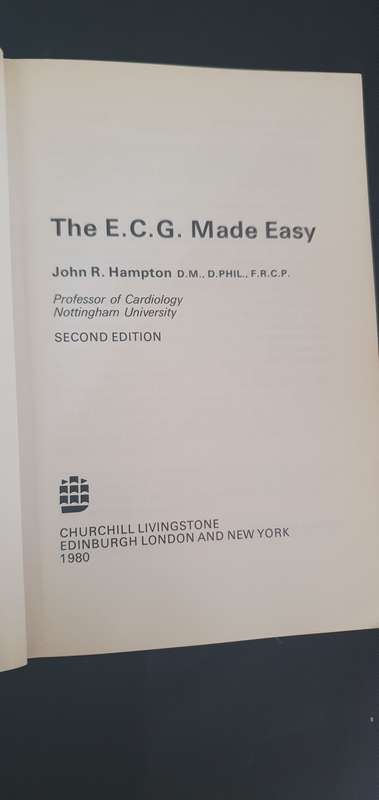 The E.C.G. Made Easy
John R. Hampton D.M., D.PHIL., F.R.C.P.
Professor of Cardiology
Nottingham University
SECOND EDITION
CHURCHILL LIVINGSTONE
EDINBURGH LONDON AND NEW YORK
1980